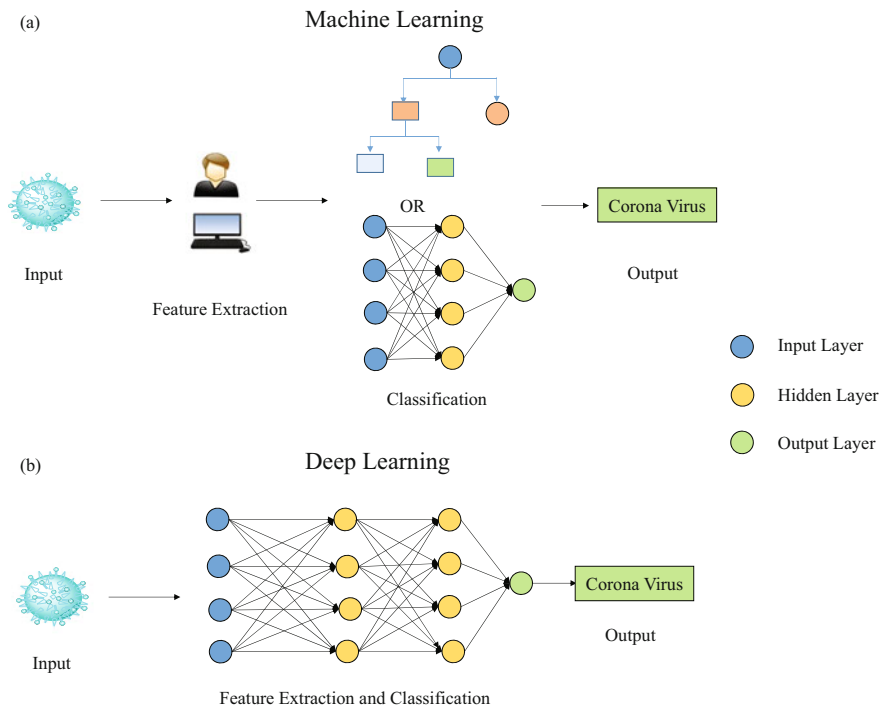 (a)
Machine Learning
OR
Corona Virus
Input
Feature Extraction
Output
Classification
Input Layer
Hidden Layer
Output Layer
(b)
Deep Learning
Corona Virus
Input
Output
Feature Extraction and Classification